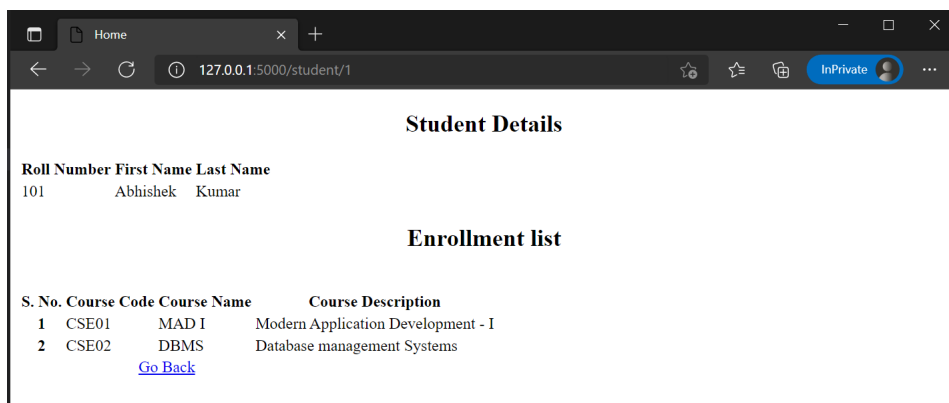 Home
127.0.0.1:5000/student/1
InPrivate
Student Details
Roll Number First Name Last Name
101 Abhishek Kumar
Enrollment list
S. No. Course Code Course Name Course Description
1 CSE01 MAD I Modern Application Development - I
2 CSE02 DBMS Database management Systems
Go Back